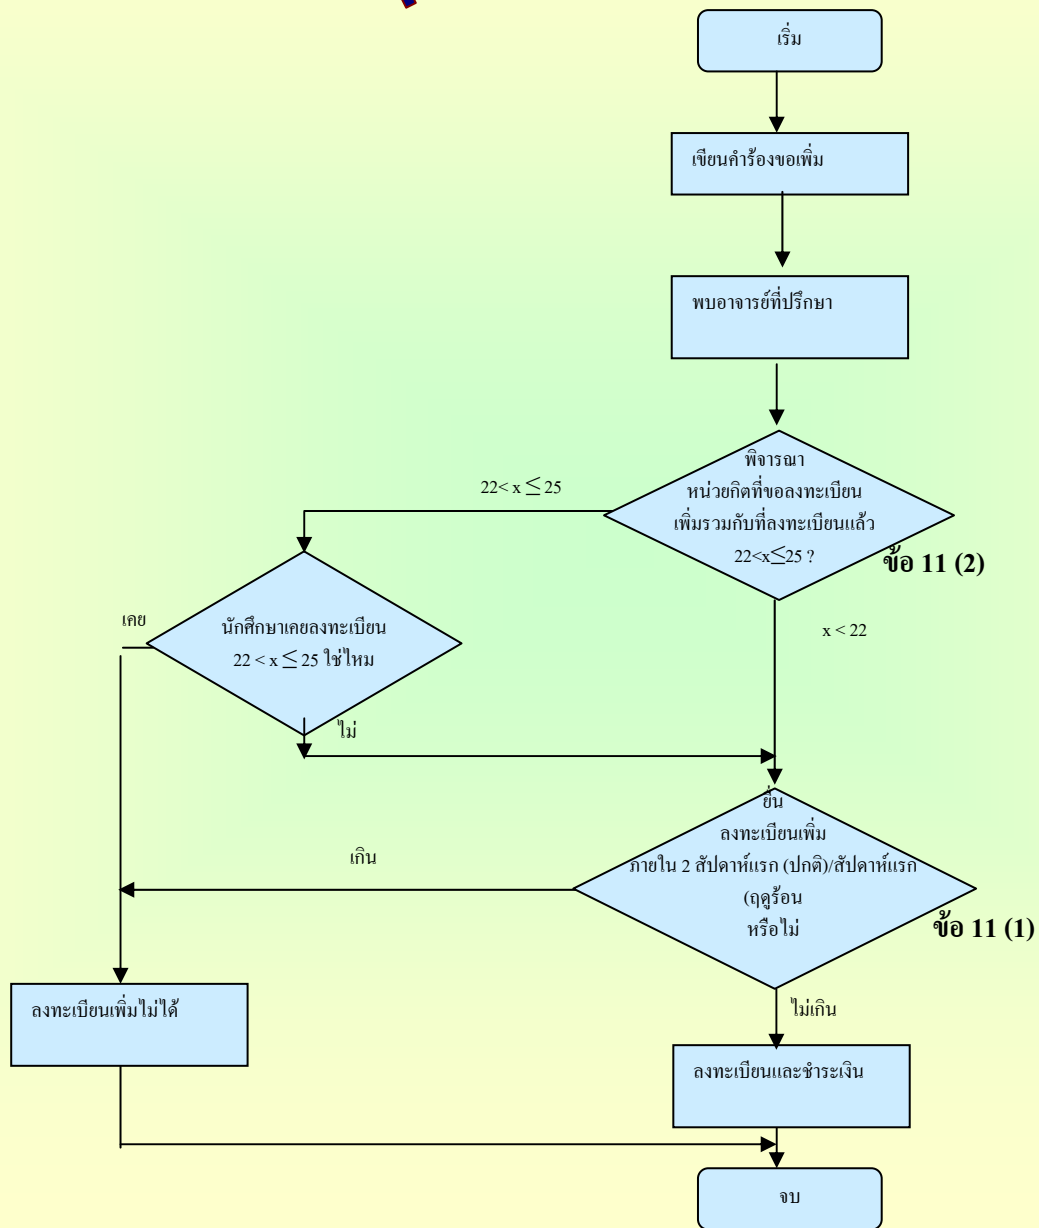 เริ่ม
เขียนคำร้องขอเพิ่ม
พบอาจารย์ที่ปรึกษา
พิจารณา
หน่วยกิตที่ขอลงทะเบียน
เพิ่มรวมกับที่ลงทะเบียนแล้ว
22<x≤25 ?
ข้อ 11 (2)
22< x ≤ 25
x < 22
เคย
นักศึกษาเคยลงทะเบียน
22 < x ≤ 25 ใช่ไหม
ไม่
ยื่น
ลงทะเบียนเพิ่ม
ภายใน 2 สัปดาห์แรก (ปกติ)/สัปดาห์แรก
(ฤดูร้อน
หรือไม่
ข้อ 11 (1)
เกิน
ไม่เกิน
ลงทะเบียนเพิ่มไม่ได้
ลงทะเบียนและชำระเงิน
จบ